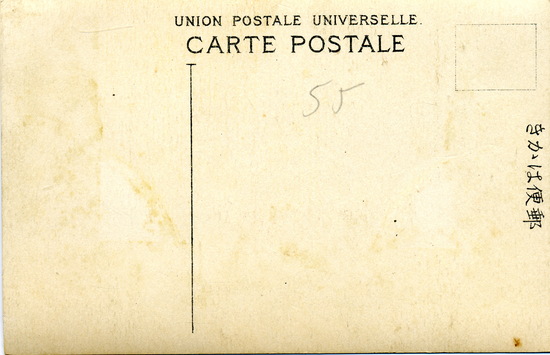 UNION POSTALE UNIVERSELLE.
CARTE POSTALE
55
きかは便郵